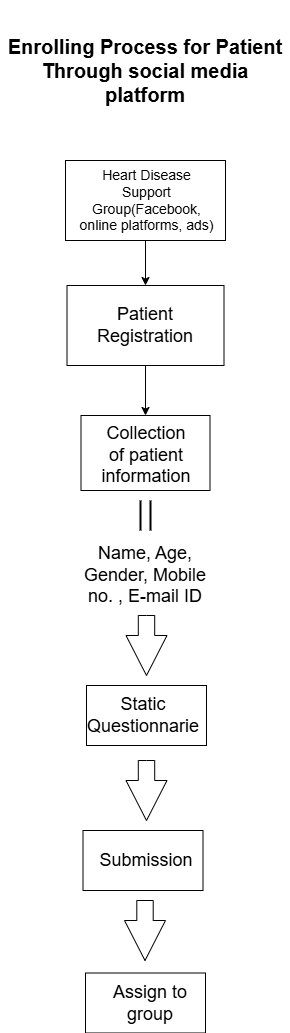 Enrolling Process for Patient
Through social media
platform
Heart Disease
Support
Group(Facebook,
online platforms, ads)
Patient
Registration
Collection
of patient
information
Name, Age,
Gender, Mobile
no. , E-mail ID
Static
Questionnarie
Submission
Assign to
group